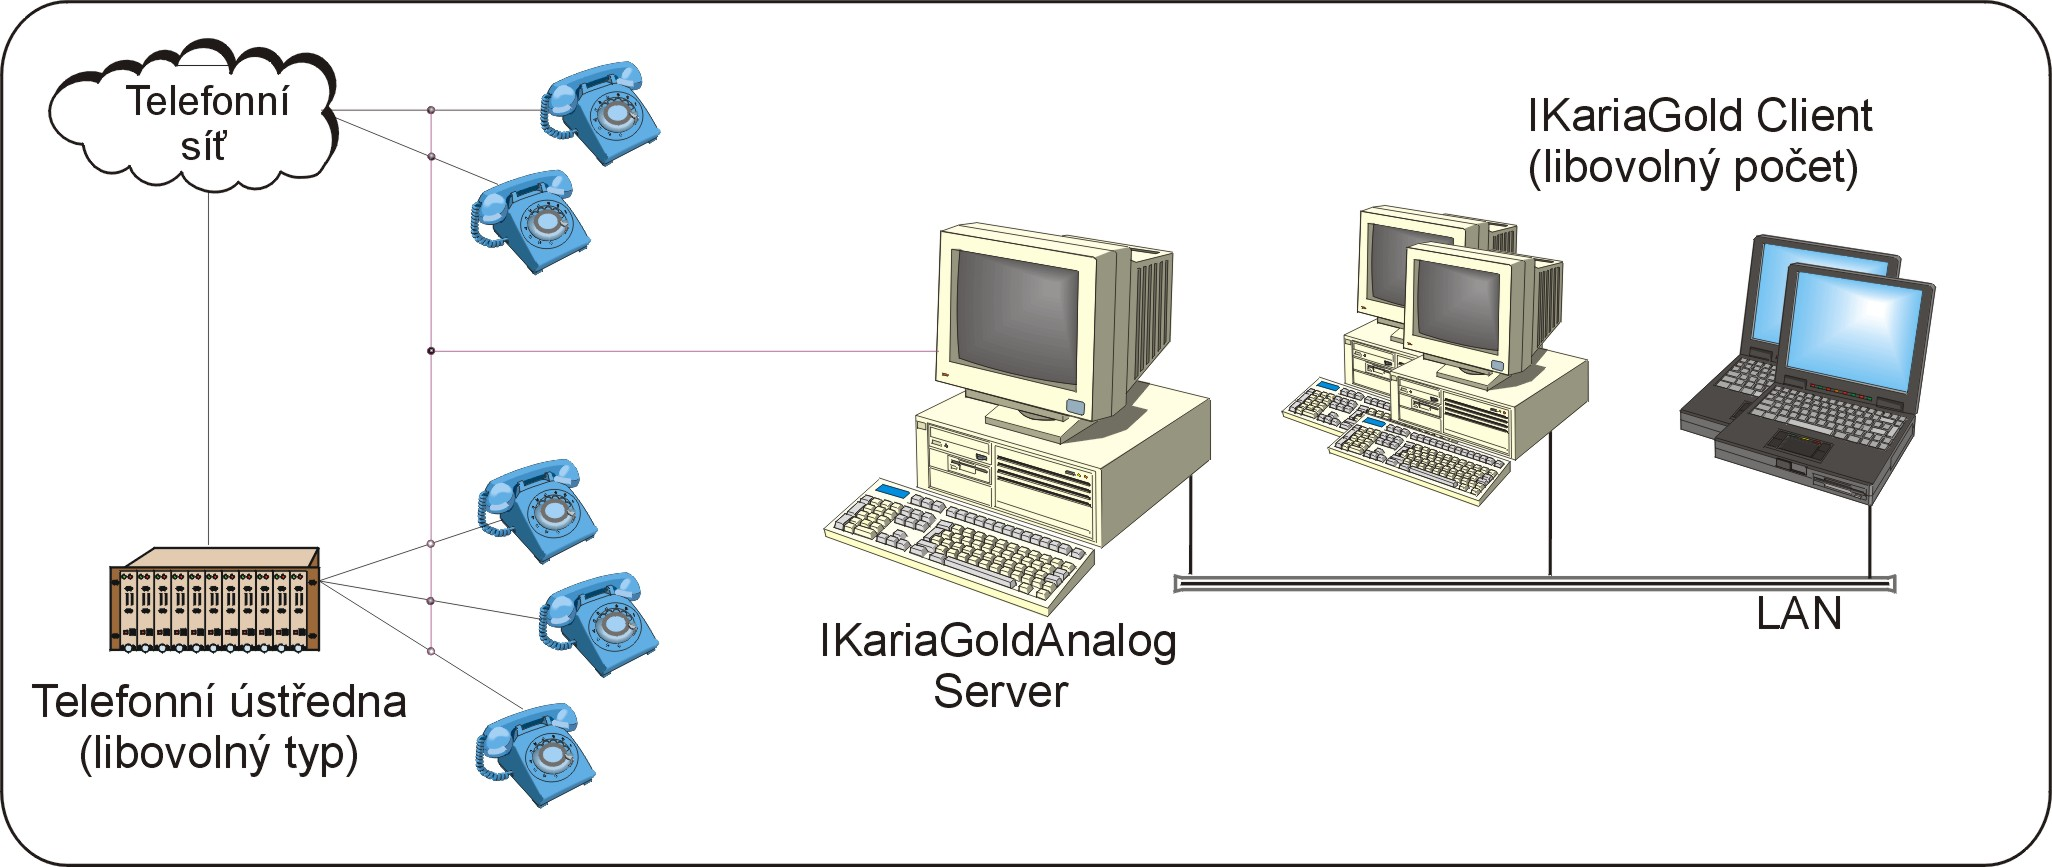 Telefonní
síť
IKariaGold Client
(libovolný počet)
IKariaGoldAnalog
Server
LAN
Telefonní ústředna
(libovolný typ)